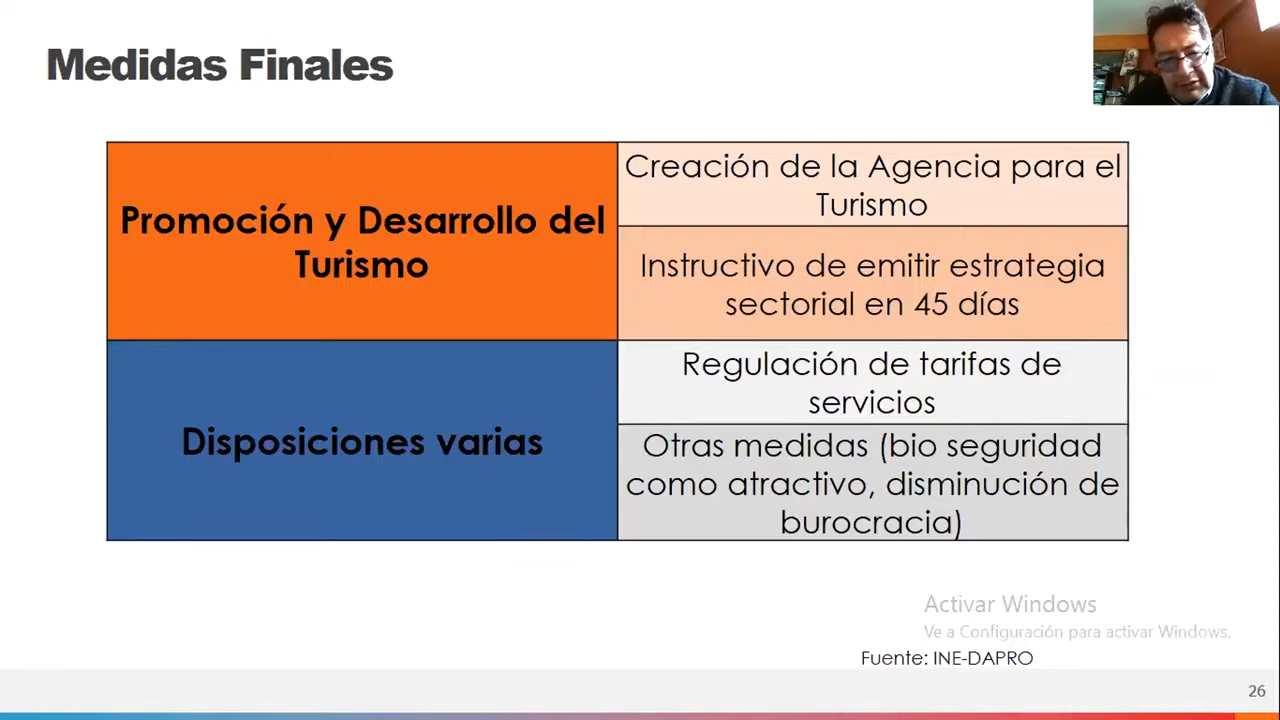 Medidas Finales
Promoción y Desarrollo del
Turismo
Creación de la Agencia para el
Turismo
Instructivo de emitir estrategia
sectorial en 45 días
Disposiciones varias
Regulación de tarifas de
servicios
Otras medidas (bio seguridad
como atractivo, disminución de
burocracia)
Activar Windows
Ve a Configuración para activar Windows.
Fuente: INE-DAPRO
26